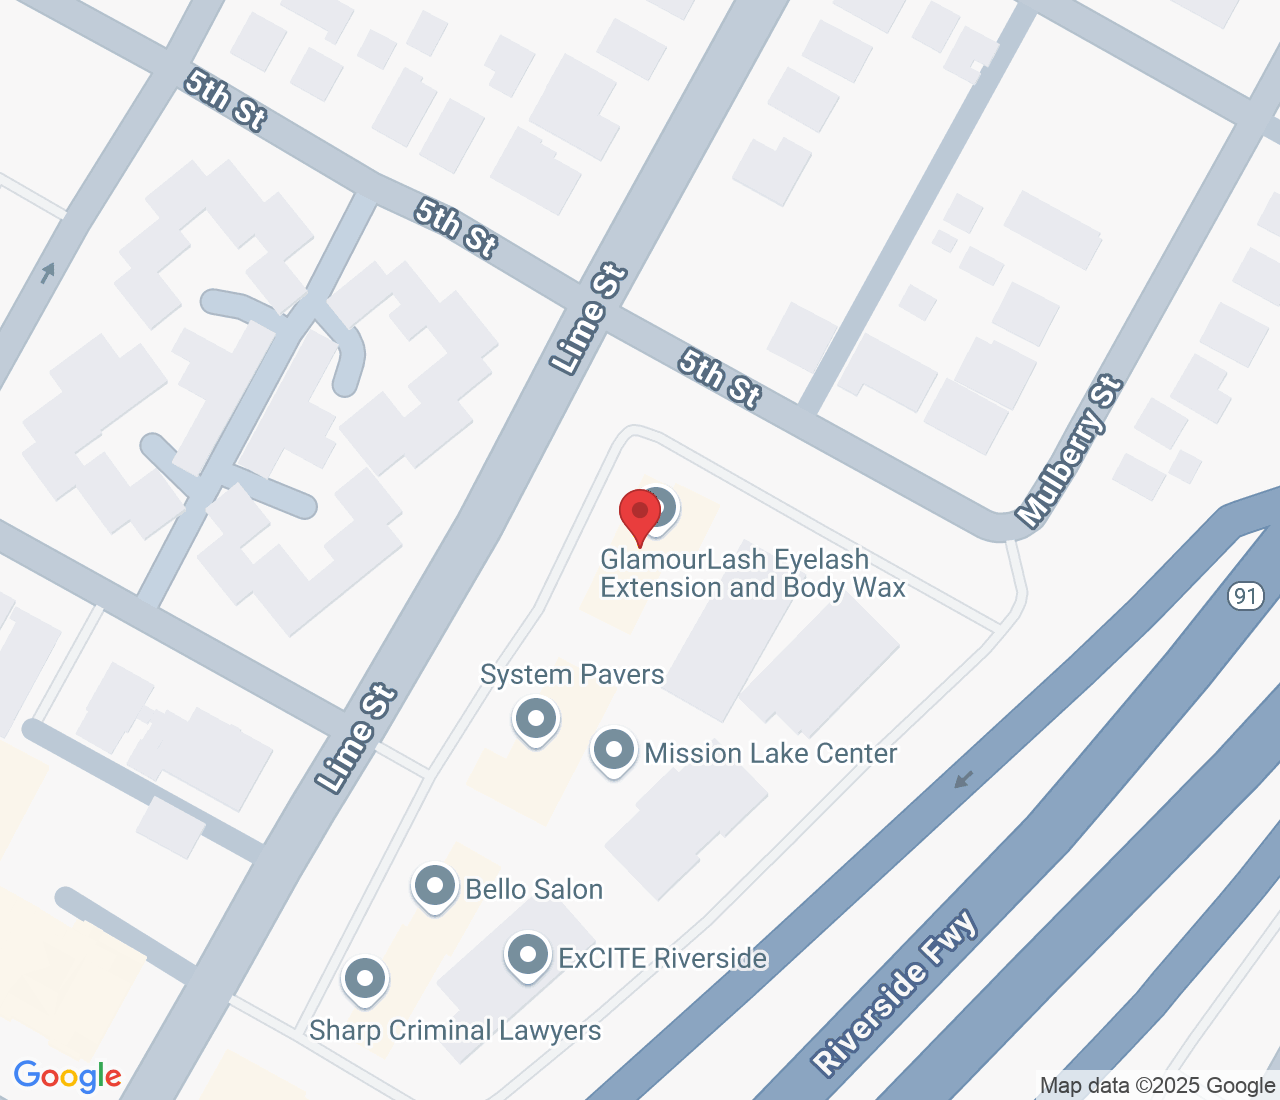 5th St
5th St
Lime St
5th St
Mulberry St
GlamourLash Eyelash
Extension and Body Wax
91
System Pavers
Lime St
Mission Lake Center
Bello Salon
ExCITE Riverside
Riverside Fwy
Sharp Criminal Lawyers
Google
Map data ©2025 Google